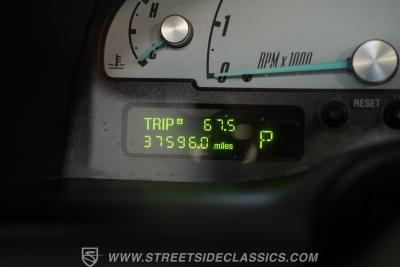 H
C
1
0
RPM x 1000
RESET
TRIP A 67.5
37596.0 miles P
WWW.STREETSIDECLASSICS.COM